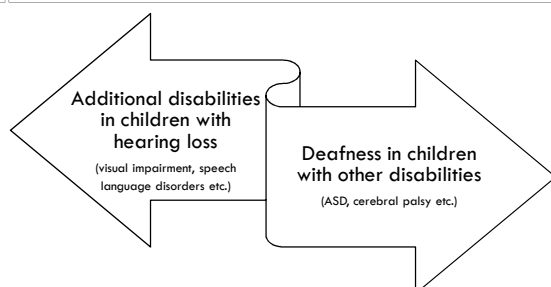 Additional disabilities
in children with
hearing loss
(visual impairment, speech
language disorders etc.)
Deafness in children
with other disabilities
(ASD, cerebral palsy etc.)